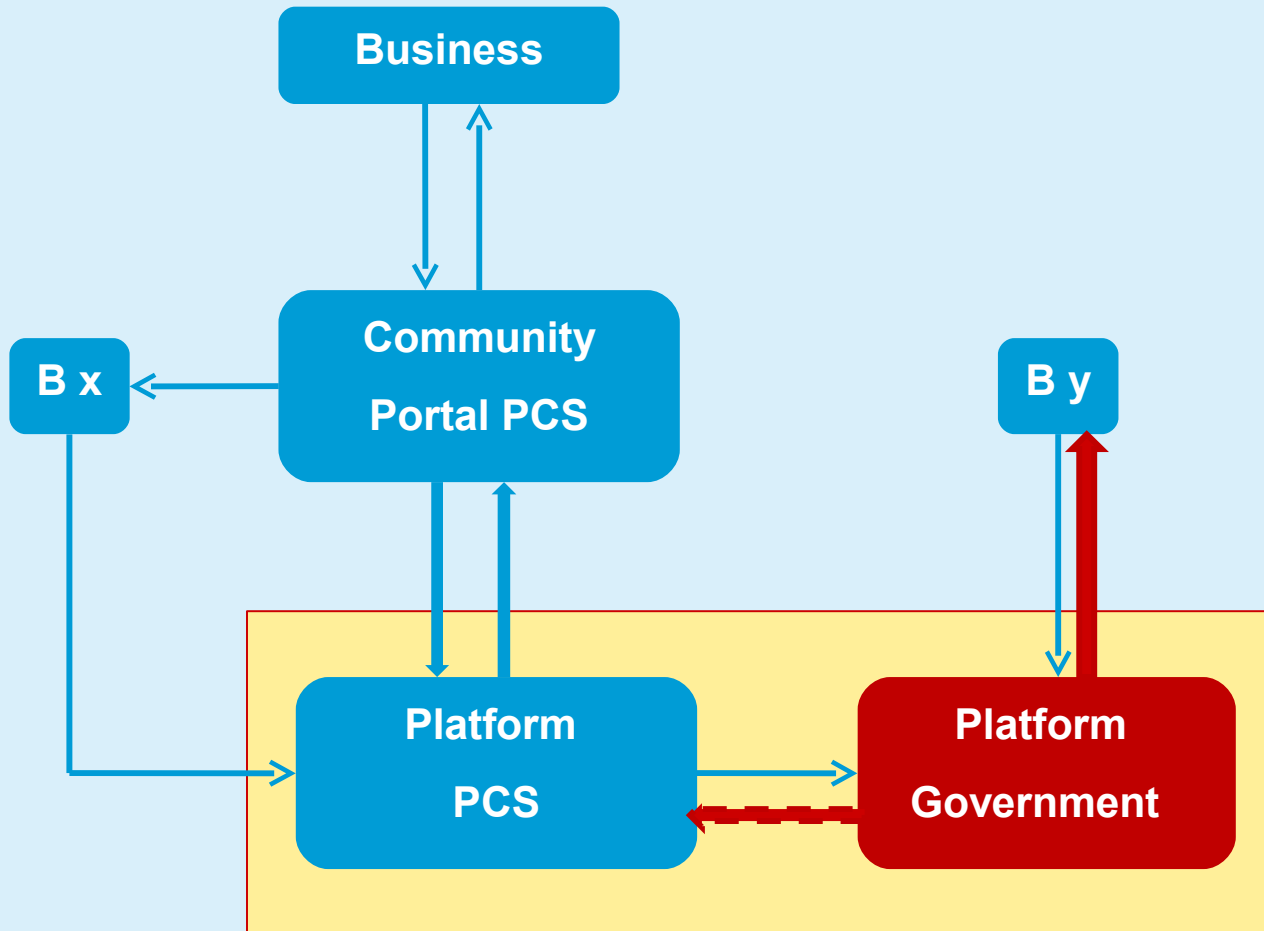 Business
Community
Portal PCS
B x
B y
Platform
PCS
Platform
Government